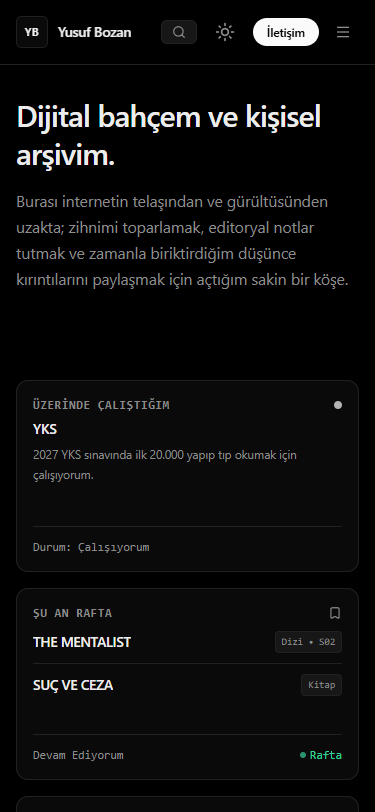 YB
Yusuf Bozan
İletişim
Dijital bahçem ve kişisel
arşivim.
Burası internetin telaşından ve gürültüsünden
uzakta; zihnimi toparlamak, editoryal notlar
tutmak ve zamanla biriktirdiğim düşünce
kırıntılarını paylaşmak için açtığım sakin bir köşe.
ÜZERİNDE ÇALIŞTIĞIM
YKS
2027 YKS sınavında ilk 20.000 yapıp tıp okumak için
çalışıyorum.
Durum: Çalışıyorum
ŞU AN RAFTA
THE MENTALIST
Dizi • S02
SUÇ VE CEZA
Kitap
Devam Ediyorum
Rafta